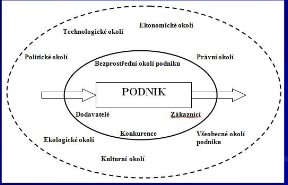 Ekonomické okolí
Technologické okolí
Politické okolí
Právní okolí
Bezprostřední okolí podniku
PODNIK
Dodavatelé
Zákazníci
Konkurence
Všeobecné okolí
podniku
Ekologické okolí
Kulturní okolí